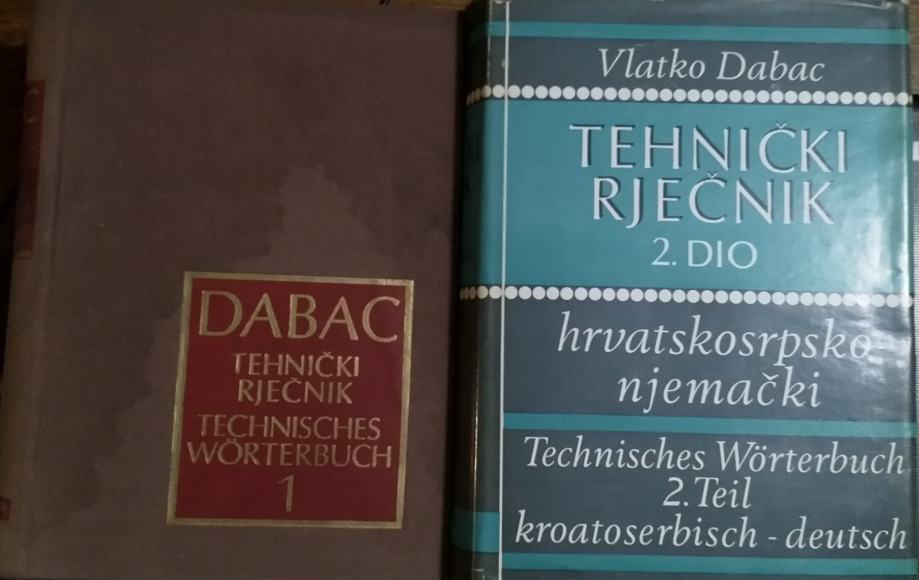 DABAC
TEHNIČKI
RJEČNIK
TECHNISCHES
WÖRTERBUCH
1
Vlatko Dabac
TEHNIČKI
RJEČNIK
2. DIO
hrvatskosrpsko-
njemački
Technisches Wörterbuch
2. Teil
kroatoserbisch - deutsch